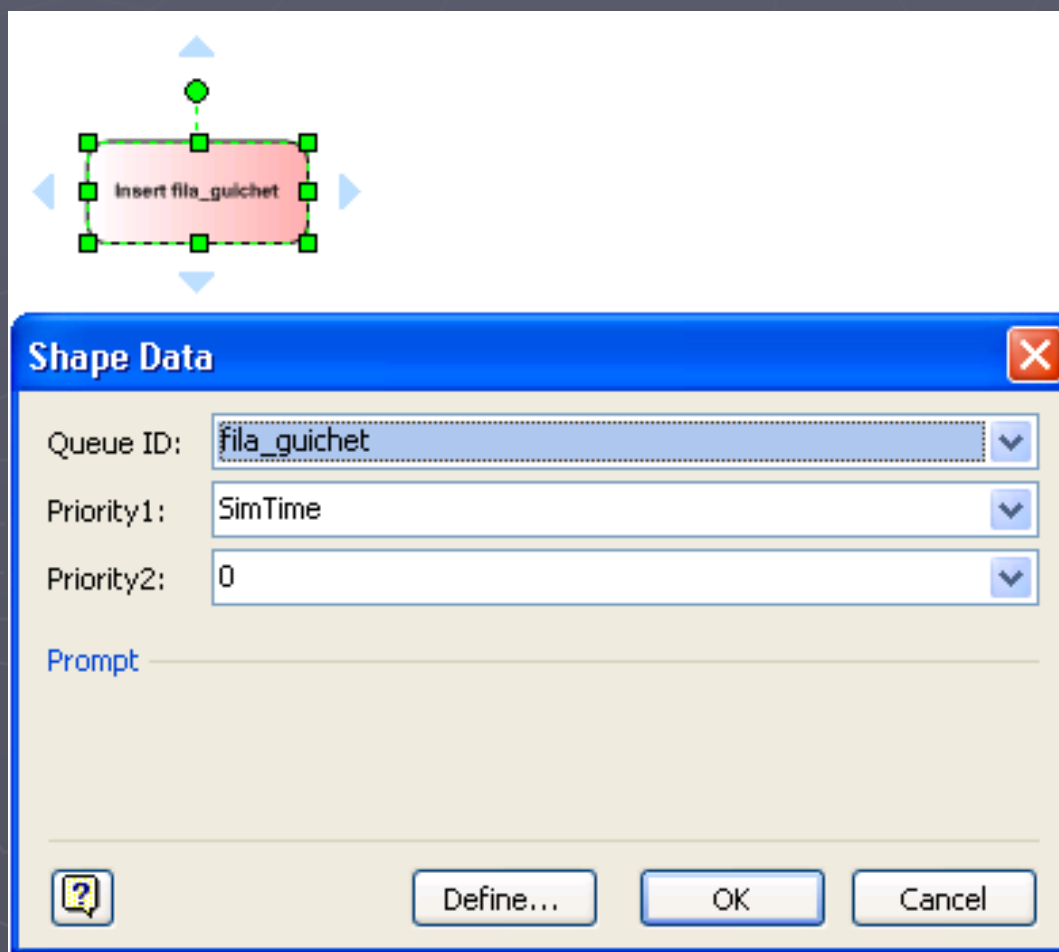 Insert fila_guichet
Shape Data
Queue ID: fila_guichet
Priority1: SimTime
Priority2: 0
Prompt
? Define... OK Cancel